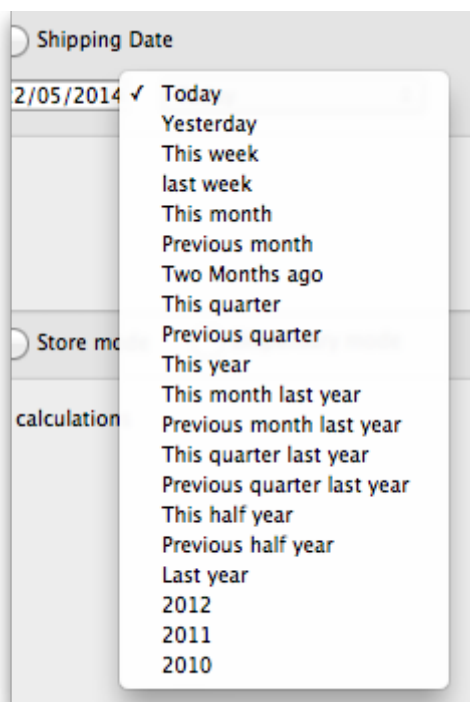 Shipping Date
2/05/2014
Today
Yesterday
This week
last week
This month
Previous month
Two Months ago
This quarter
Previous quarter
Store mo
This year
This month last year
calculation
Previous month last year
This quarter last year
Previous quarter last year
This half year
Previous half year
Last year
2012
2011
2010